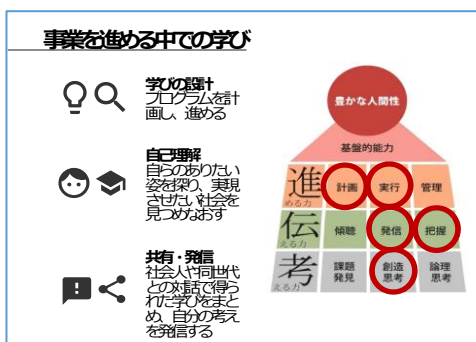 事業を進める中での学び
学びの設計
プログラムを計
画し、進める
自己理解
自らのありたい
姿を探り、実現
させたい社会を
見つめなおす
共有・発信
社会人や同世代
との対話で得ら
れた学びをまと
め、自分の考え
を発信する
豊かな人間性
基盤的能力
進める力
計画
実行
管理
伝える力
傾聴
発信
把握
考える力
課題
発見
創造
思考
論理
思考